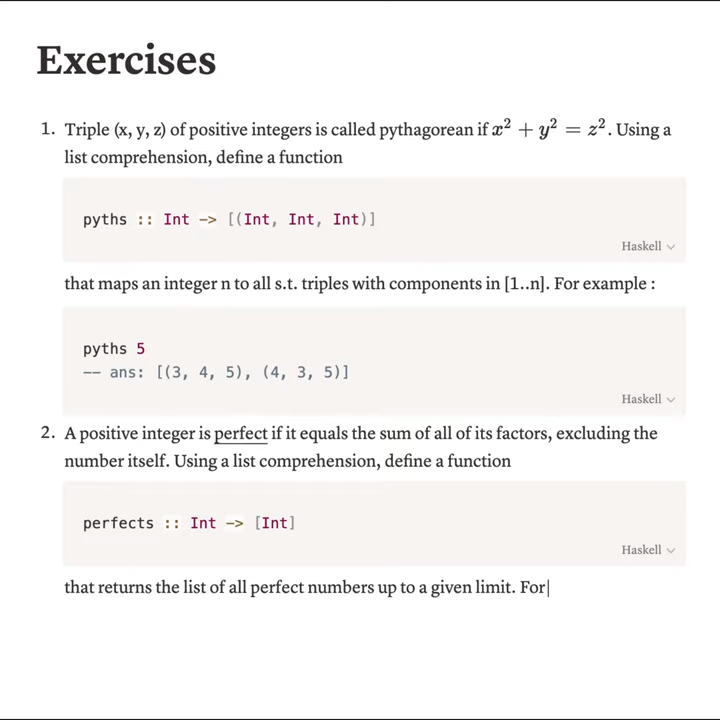 Exercises
1. Triple (x, y, z) of positive integers is called pythagorean if x² + y² = z². Using a
list comprehension, define a function
pyths :: Int -> [(Int, Int, Int)]
Haskell
that maps an integer n to all s.t. triples with components in [1..n]. For example :
pyths 5
-- ans: [(3, 4, 5), (4, 3, 5)]
Haskell
2. A positive integer is perfect if it equals the sum of all of its factors, excluding the
number itself. Using a list comprehension, define a function
perfects :: Int -> [Int]
Haskell
that returns the list of all perfect numbers up to a given limit. For